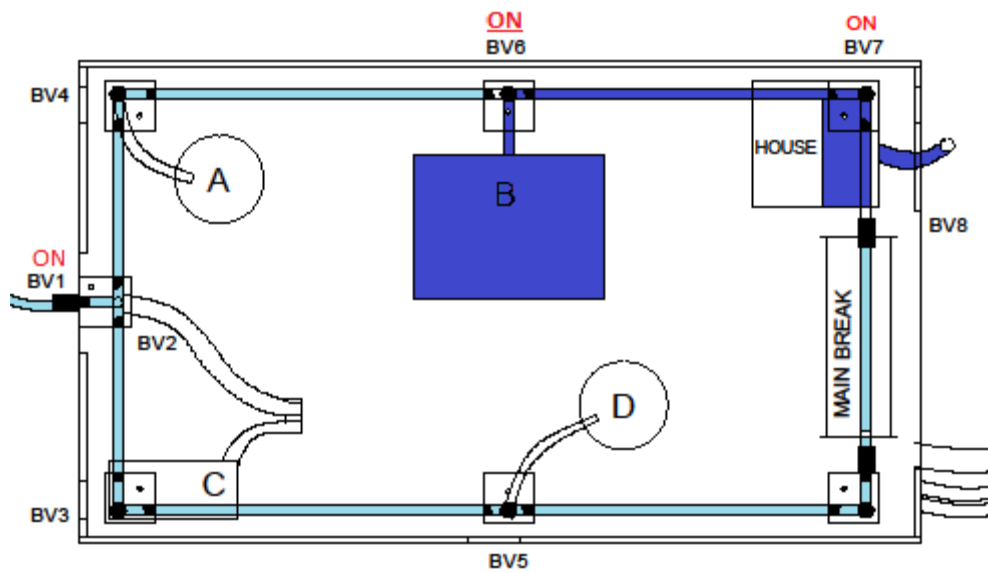 ON
BV6
ON
BV7
BV4
HOUSE
A
B
BV8
ON
BV1
BV2
MAIN BREAK
D
C
BV3
BV5